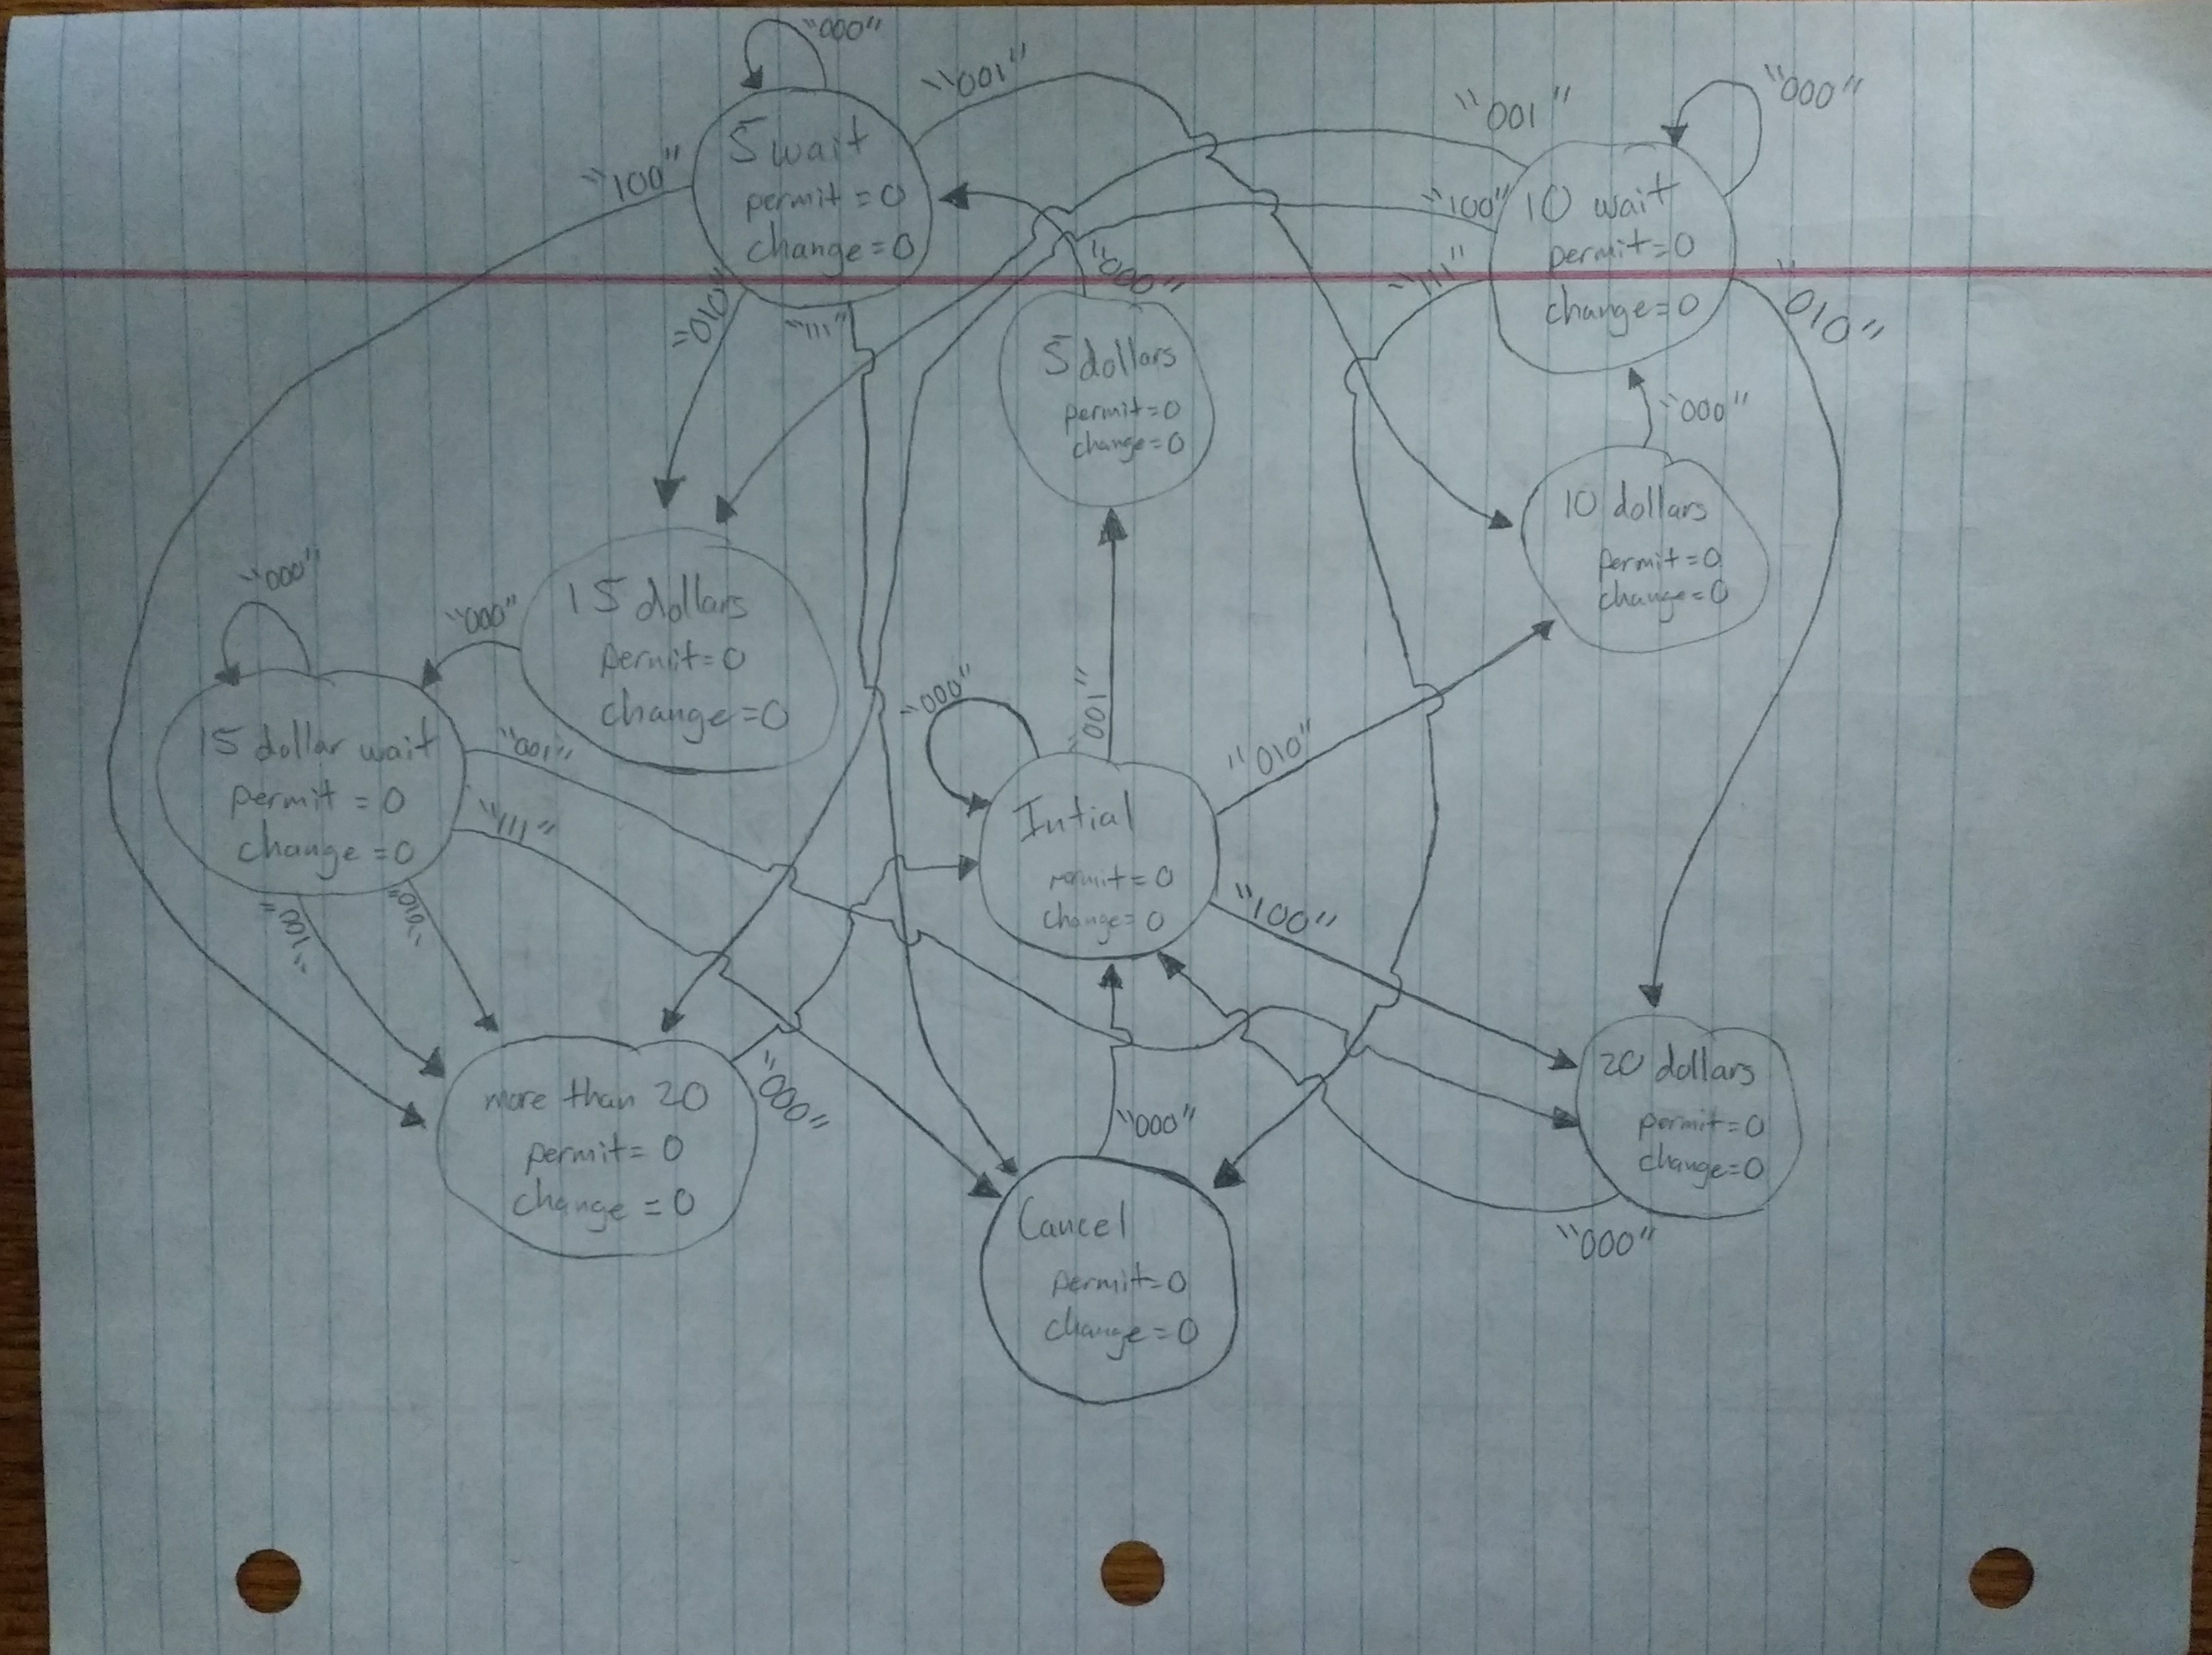 "000"
"001"
"001"
"000"
"100"
5 wait
permit = 0
change = 0
"100"
10 wait
permit = 0
change = 0
"010"
"111"
"000"
"111"
"010"
5 dollars
permit = 0
change = 0
"000"
10 dollars
permit = 0
change = 0
"000"
"000"
15 dollars
permit = 0
change = 0
"000"
"001"
"010"
15 dollar wait
permit = 0
change = 0
"001"
"111"
Intial
permit = 0
change = 0
"100"
"100"
"010"
more than 20
permit = 0
change = 0
"000"
"000"
20 dollars
permit = 0
change = 0
"000"
Cancel
permit = 0
change = 0